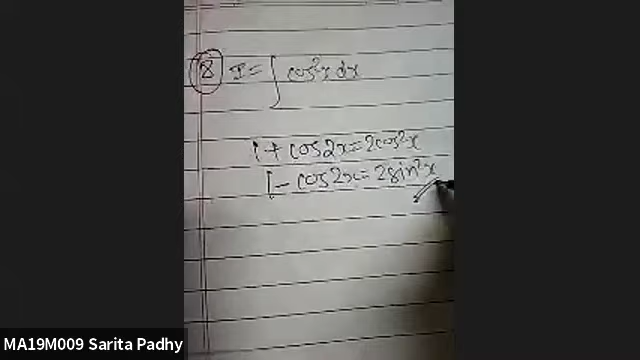 8 I = ∫ cos²x dx
1 + cos2x = 2cos²x
1 - cos2x = 2sin²x
MA19M009 Sarita Padhy